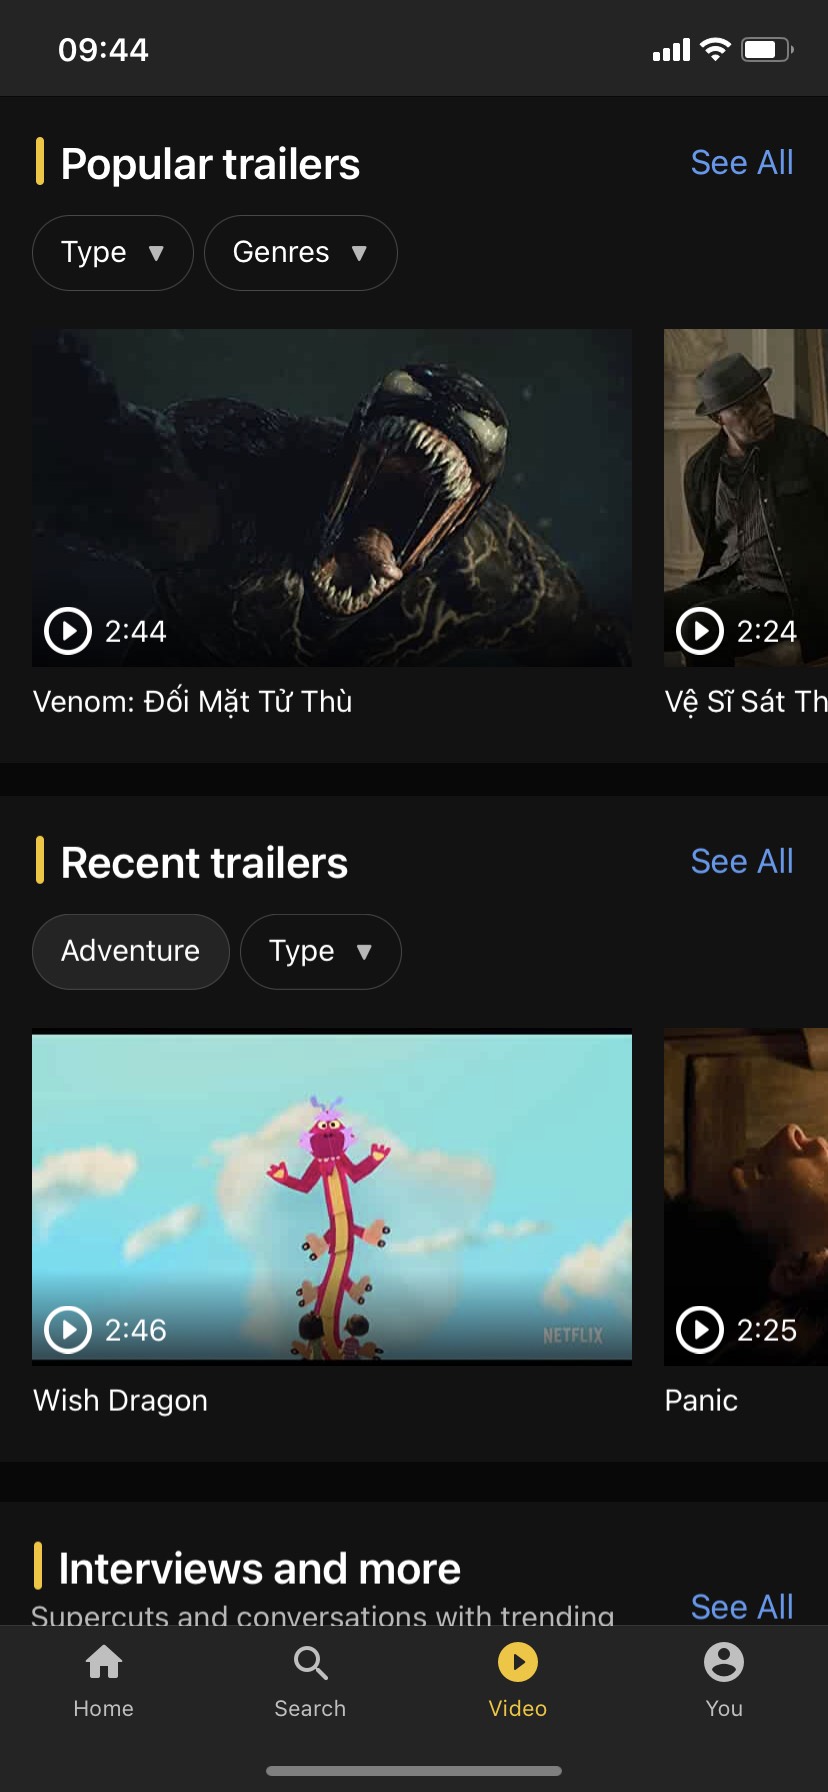 09:44
Popular trailers
See All
Type
Genres
2:44
2:24
Venom: Đối Mặt Tử Thù
Vệ Sĩ Sát Th
Recent trailers
See All
Adventure
Type
2:46
NETFLIX
2:25
Wish Dragon
Panic
Interviews and more
Supercuts and conversations with trending
See All
Home
Search
Video
You